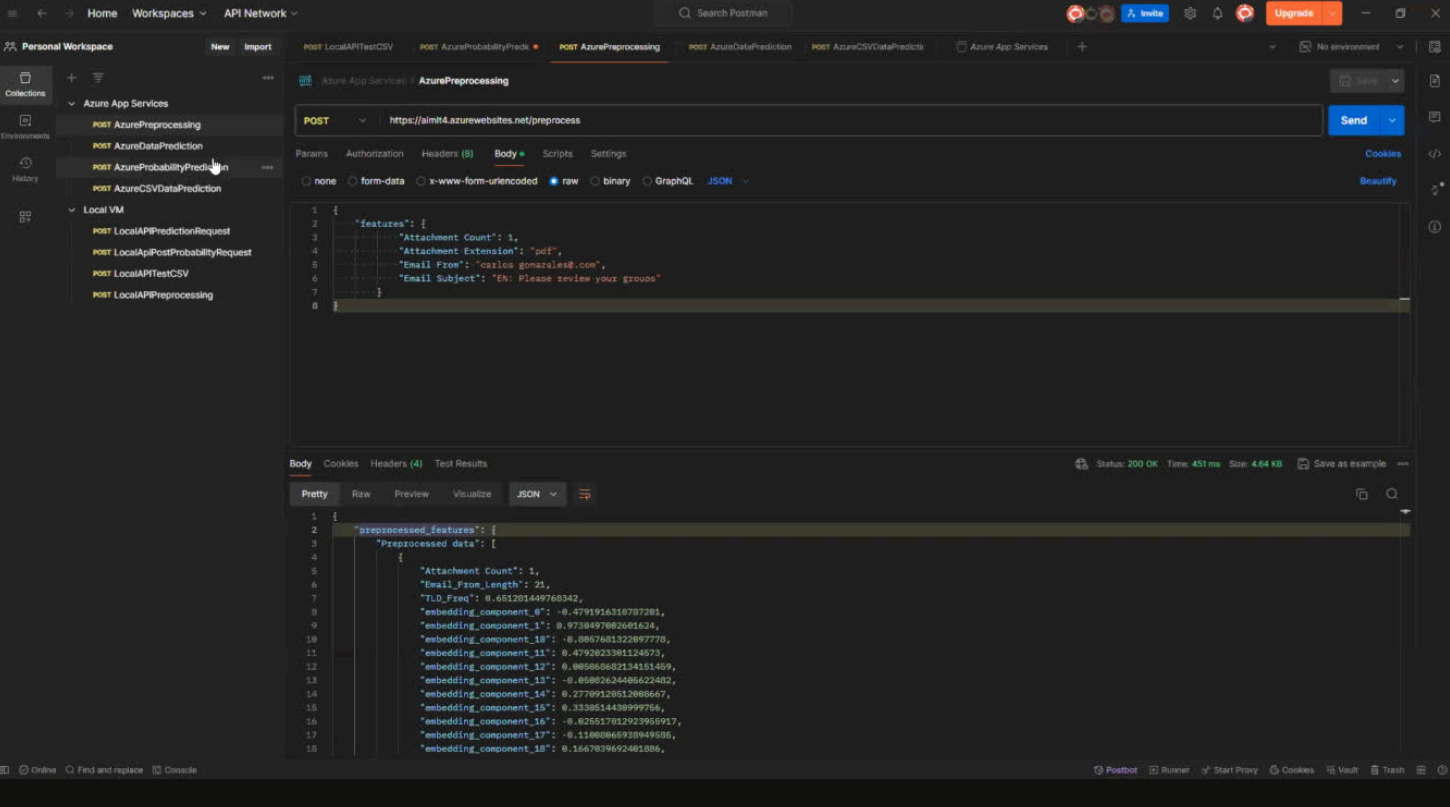 Home Workspaces API Network Search Postman Invite Upgrade
Personal Workspace New Import POST LocalAPITestCSV POST AzureProbabilityPredic POST AzurePreprocessing POST AzureDataPrediction POST AzureCSVDataPredictic Azure App Services No environment
Collections
Environments
History
Azure App Services
POST AzurePreprocessing
POST AzureDataPrediction
POST AzureProbabilityPrediction
POST AzureCSVDataPrediction
Local VM
POST LocalAPIPredictionRequest
POST LocalApiPostProbabilityRequest
POST LocalAPITestCSV
POST LocalAPIPreprocessing
Azure App Services / AzurePreprocessing Save
POST https://aimlt4.azurewebsites.net/preprocess Send
Params Authorization Headers (8) Body Scripts Settings Cookies
none form-data x-www-form-urlencoded raw binary GraphQL JSON Beautify
1 {
2 "features": {
3 "Attachment Count": 1,
4 "Attachment Extension": "pdf",
5 "Email From": "carlos gonazales@.com",
6 "Email Subject": "EN: Please review your groups"
7 }
8 }
Body Cookies Headers (4) Test Results Status: 200 OK Time: 451 ms Size: 4.64 KB Save as example
Pretty Raw Preview Visualize JSON
1 {
2 "preprocessed_features": {
3 "Preprocessed data": [
4 {
5 "Attachment Count": 1,
6 "Email_From_Length": 21,
7 "TLD_Freq": 0.651281449768342,
8 "embedding_component_0": -0.4791916310787201,
9 "embedding_component_1": 0.9730497002601624,
10 "embedding_component_10": -0.8057681322097778,
11 "embedding_component_11": 0.4792023301124573,
12 "embedding_component_12": 0.005068682134151459,
13 "embedding_component_13": -0.05082624405622482,
14 "embedding_component_14": 0.27709128512008667,
15 "embedding_component_15": 0.3330514430999756,
16 "embedding_component_16": -0.025517012923955917,
17 "embedding_component_17": -0.11008065938949585,
18 "embedding_component_18": 0.1667039692401886,
Online Find and replace Console Postbot Runner Start Proxy Cookies Vault Trash